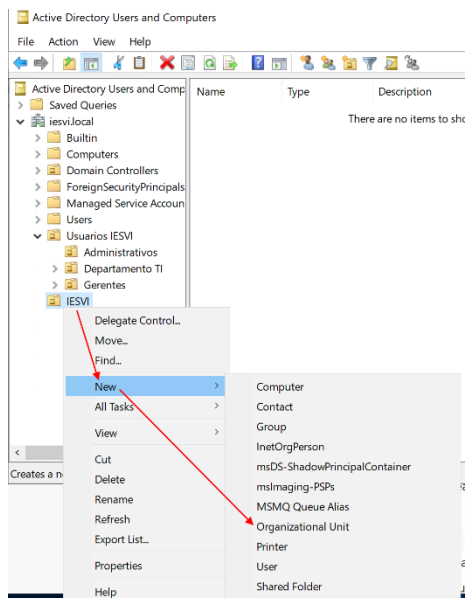 Active Directory Users and Computers
File Action View Help
Active Directory Users and Comp
Name Type Description
Saved Queries
iesvi.local
There are no items to sho
Builtin
Computers
Domain Controllers
ForeignSecurityPrincipals
Managed Service Accoun
Users
Usuarios IESVI
Administrativos
Departamento TI
Gerentes
IESVI
Delegate Control...
Move...
Find...
New
All Tasks
View
Cut
Delete
Rename
Refresh
Export List...
Properties
Help
Computer
Contact
Group
InetOrgPerson
msDS-ShadowPrincipalContainer
msImaging-PSPs
MSMQ Queue Alias
Organizational Unit
Printer
User
Shared Folder
Creates a n